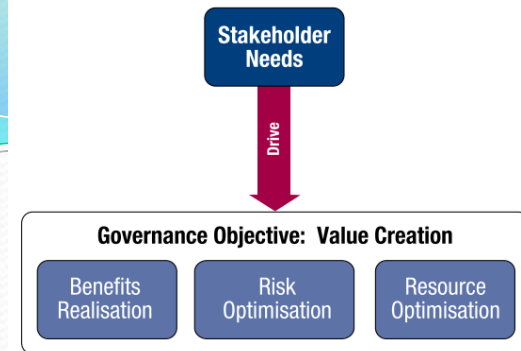 Stakeholder
Needs
Drive
Governance Objective: Value Creation
Benefits
Realisation
Risk
Optimisation
Resource
Optimisation